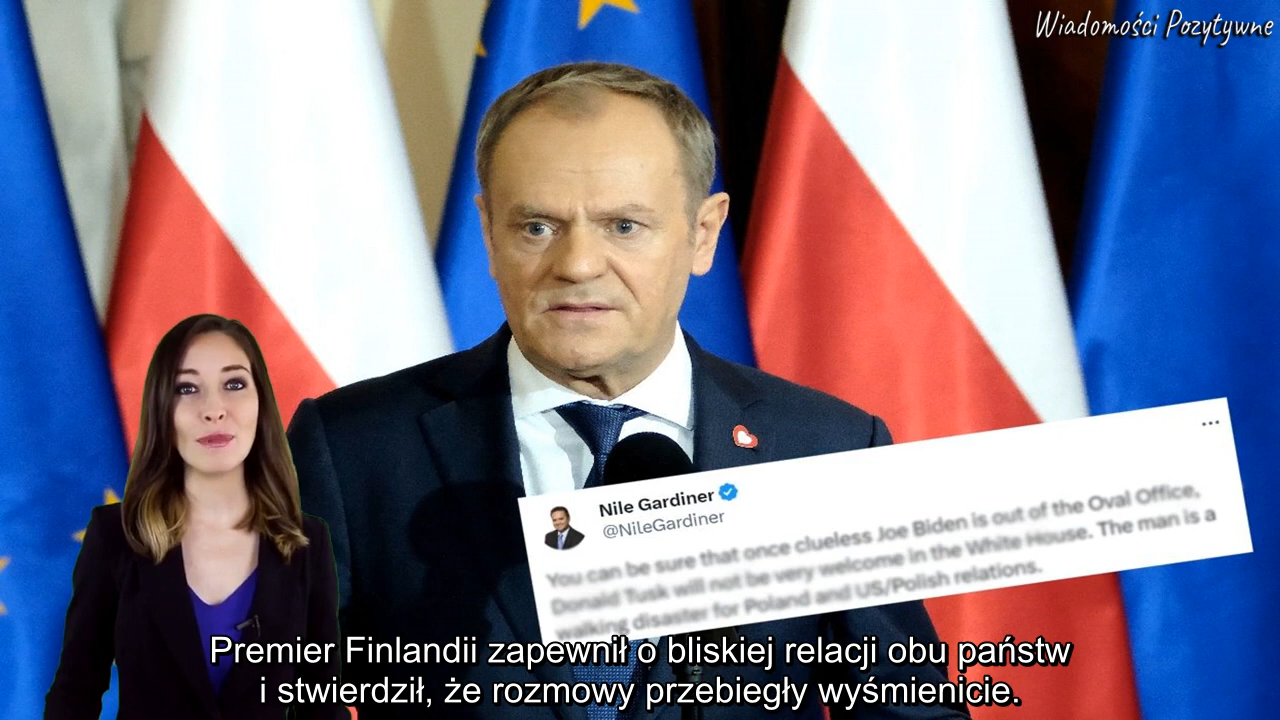 Wiadomości Pozytywne
Nile Gardiner
@NileGardiner
You can be sure that once clueless Joe Biden is out of the Oval Office,
Donald Tusk will not be very welcome in the White House. The man is a
walking disaster for Poland and US/Polish relations.
Premier Finlandii zapewnił o bliskiej relacji obu państw
i stwierdził, że rozmowy przebiegły wyśmienicie.